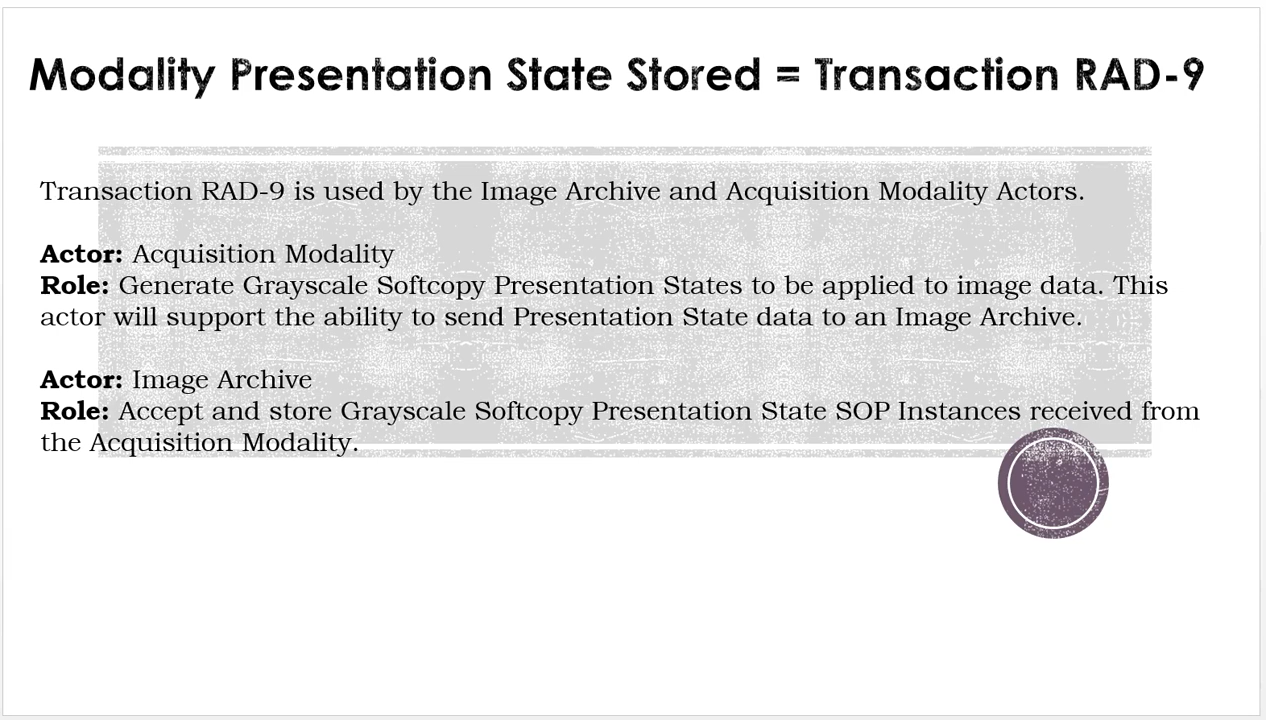 Modality Presentation State Stored = Transaction RAD-9
Transaction RAD-9 is used by the Image Archive and Acquisition Modality Actors.
Actor: Acquisition Modality
Role: Generate Grayscale Softcopy Presentation States to be applied to image data. This
actor will support the ability to send Presentation State data to an Image Archive.
Actor: Image Archive
Role: Accept and store Grayscale Softcopy Presentation State SOP Instances received from
the Acquisition Modality.